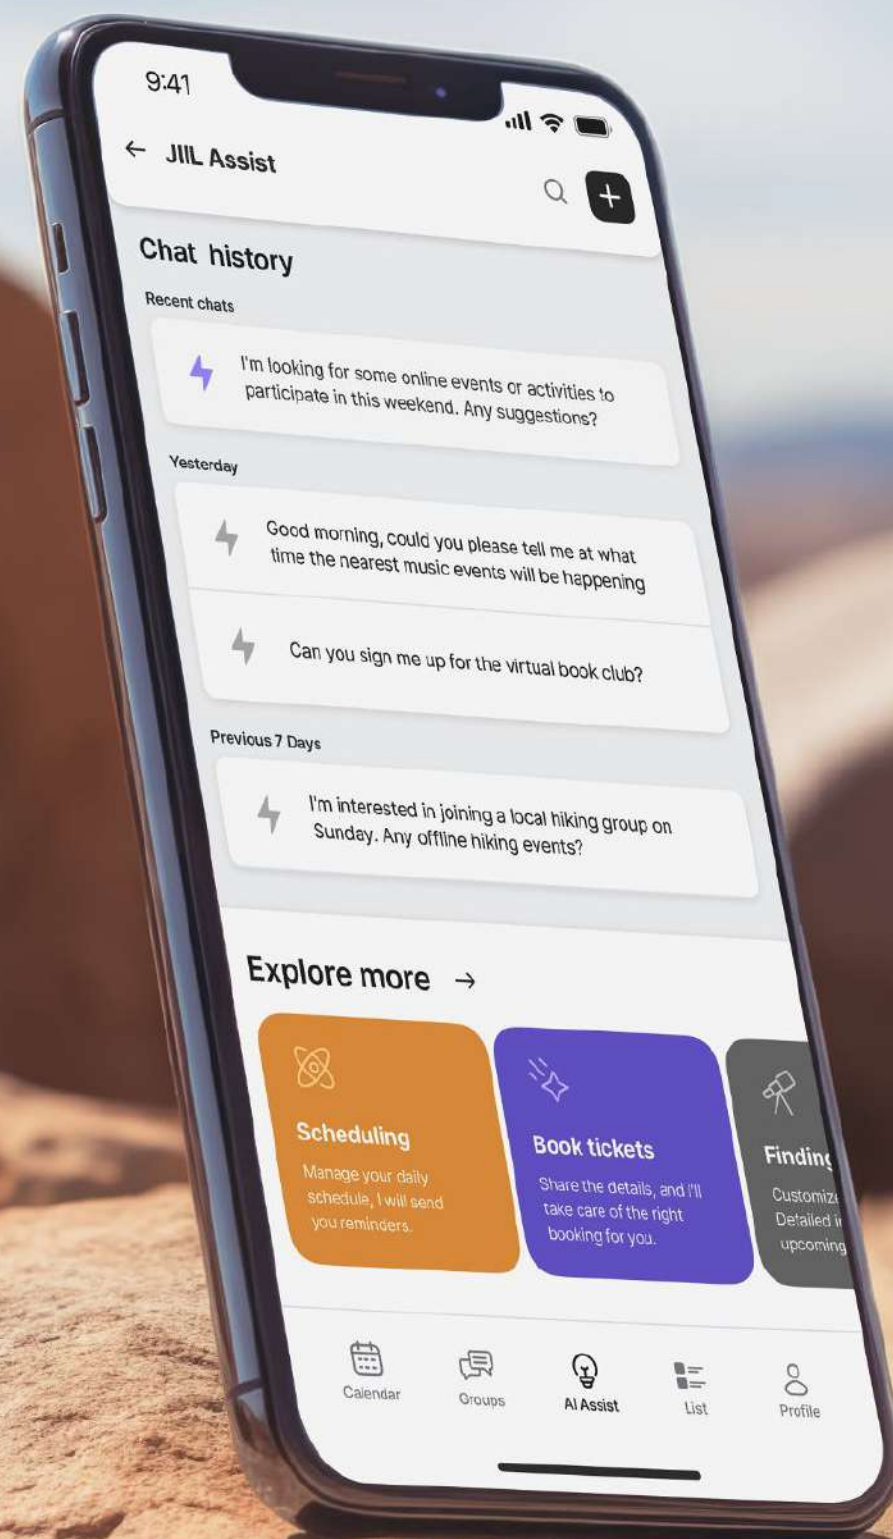 9:41
JIIL Assist
Chat history
Recent chats
I'm looking for some online events or activities to
participate in this weekend. Any suggestions?
Yesterday
Good morning, could you please tell me at what
time the nearest music events will be happening
Can you sign me up for the virtual book club?
Previous 7 Days
I'm interested in joining a local hiking group on
Sunday. Any offline hiking events?
Explore more
Scheduling
Manage your daily
schedule, I will send
you reminders.
Book tickets
Share the details, and I'll
take care of the right
booking for you.
Finding
Customize
Detailed
upcoming
Calendar
Groups
AI Assist
List
Profile